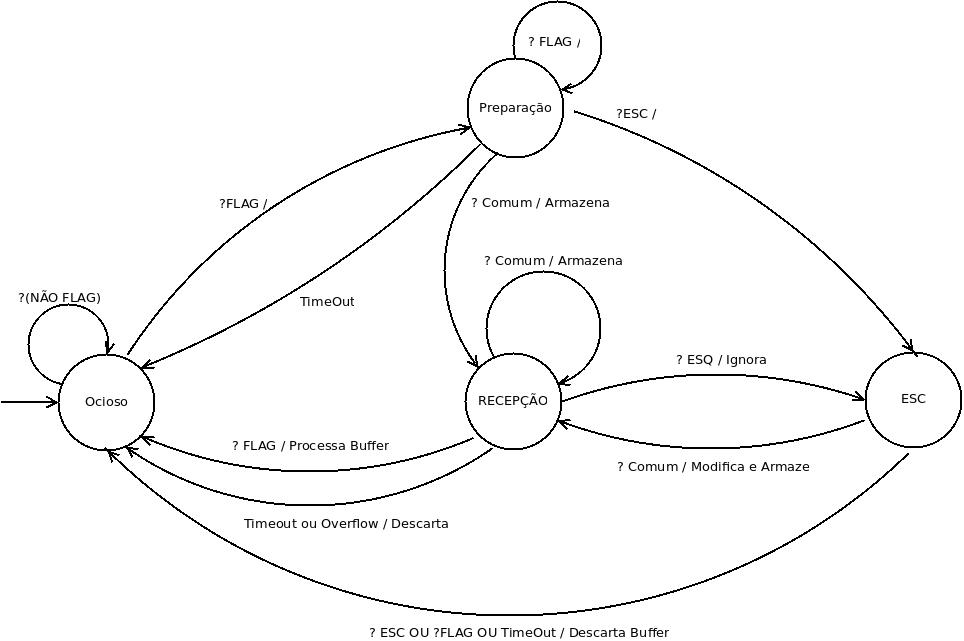 ? FLAG /
Preparação
?ESC /
?FLAG /
? Comum / Armazena
? Comum / Armazena
?(NÃO FLAG)
TimeOut
? ESQ / Ignora
Ocioso
RECEPÇÃO
ESC
? FLAG / Processa Buffer
? Comum / Modifica e Armaze
Timeout ou Overflow / Descarta
? ESC OU ?FLAG OU TimeOut / Descarta Buffer